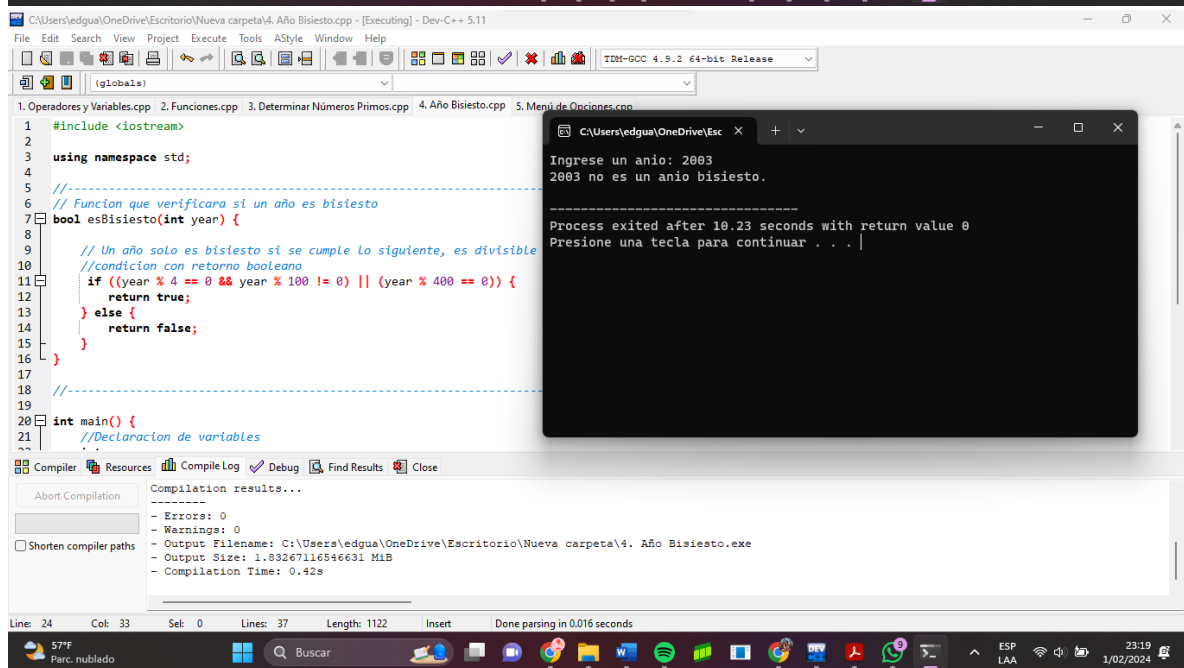 C:\Users\edgua\OneDrive\Escritorio\Nueva carpeta\4. Año Bisiesto.cpp - [Executing] - Dev-C++ 5.11
File Edit Search View Project Execute Tools AStyle Window Help
TDM-GCC 4.9.2 64-bit Release
(globals)
1. Operadores y Variables.cpp 2. Funciones.cpp 3. Determinar Números Primos.cpp 4. Año Bisiesto.cpp 5. Menú de Opciones.cpp
1 #include <iostream>
2
3 using namespace std;
4
5 //--------------------------------------------------------------
6 // Funcion que verificara si un año es bisiesto
7 bool esBisiesto(int year) {
8
9 // Un año solo es bisiesto si se cumple lo siguiente, es divisible
10 //condicion con retorno booleano
11 if ((year % 4 == 0 && year % 100 != 0) || (year % 400 == 0)) {
12 return true;
13 } else {
14 return false;
15 }
16 }
17
18 //--------------------------------------------------------------
19
20 int main() {
21 //Declaracion de variables
C:\Users\edgua\OneDrive\Esc
Ingrese un anio: 2003
2003 no es un anio bisiesto.
--------------------------------
Process exited after 10.23 seconds with return value 0
Presione una tecla para continuar . . .
Compiler Resources Compile Log Debug Find Results Close
Abort Compilation
Shorten compiler paths
Compilation results...
--------
- Errors: 0
- Warnings: 0
- Output Filename: C:\Users\edgua\OneDrive\Escritorio\Nueva carpeta\4. Año Bisiesto.exe
- Output Size: 1.83267116546631 MiB
- Compilation Time: 0.42s
Line: 24 Col: 33 Sel: 0 Lines: 37 Length: 1122 Insert Done parsing in 0.016 seconds
57°F
Parc. nublado
Buscar
DEV
9
ESP
LAA
23:19
1/02/2024